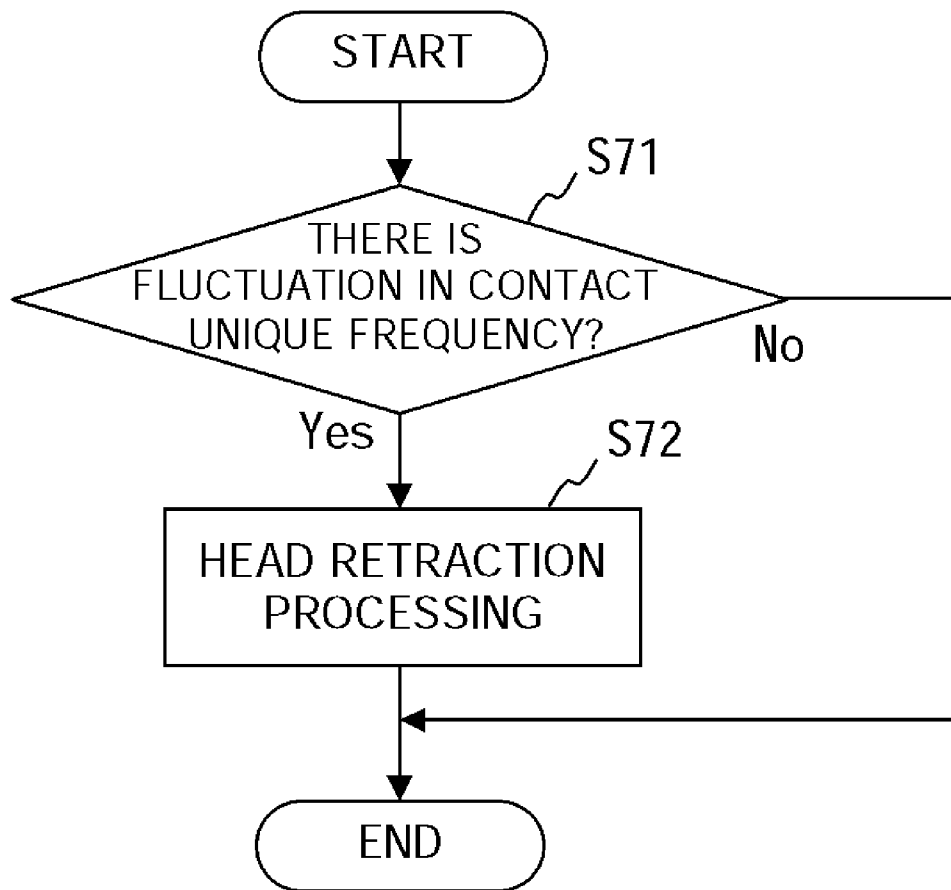 START
S71
THERE IS
FLUCTUATION IN CONTACT
UNIQUE FREQUENCY?
No
Yes
S72
HEAD RETRACTION
PROCESSING
END